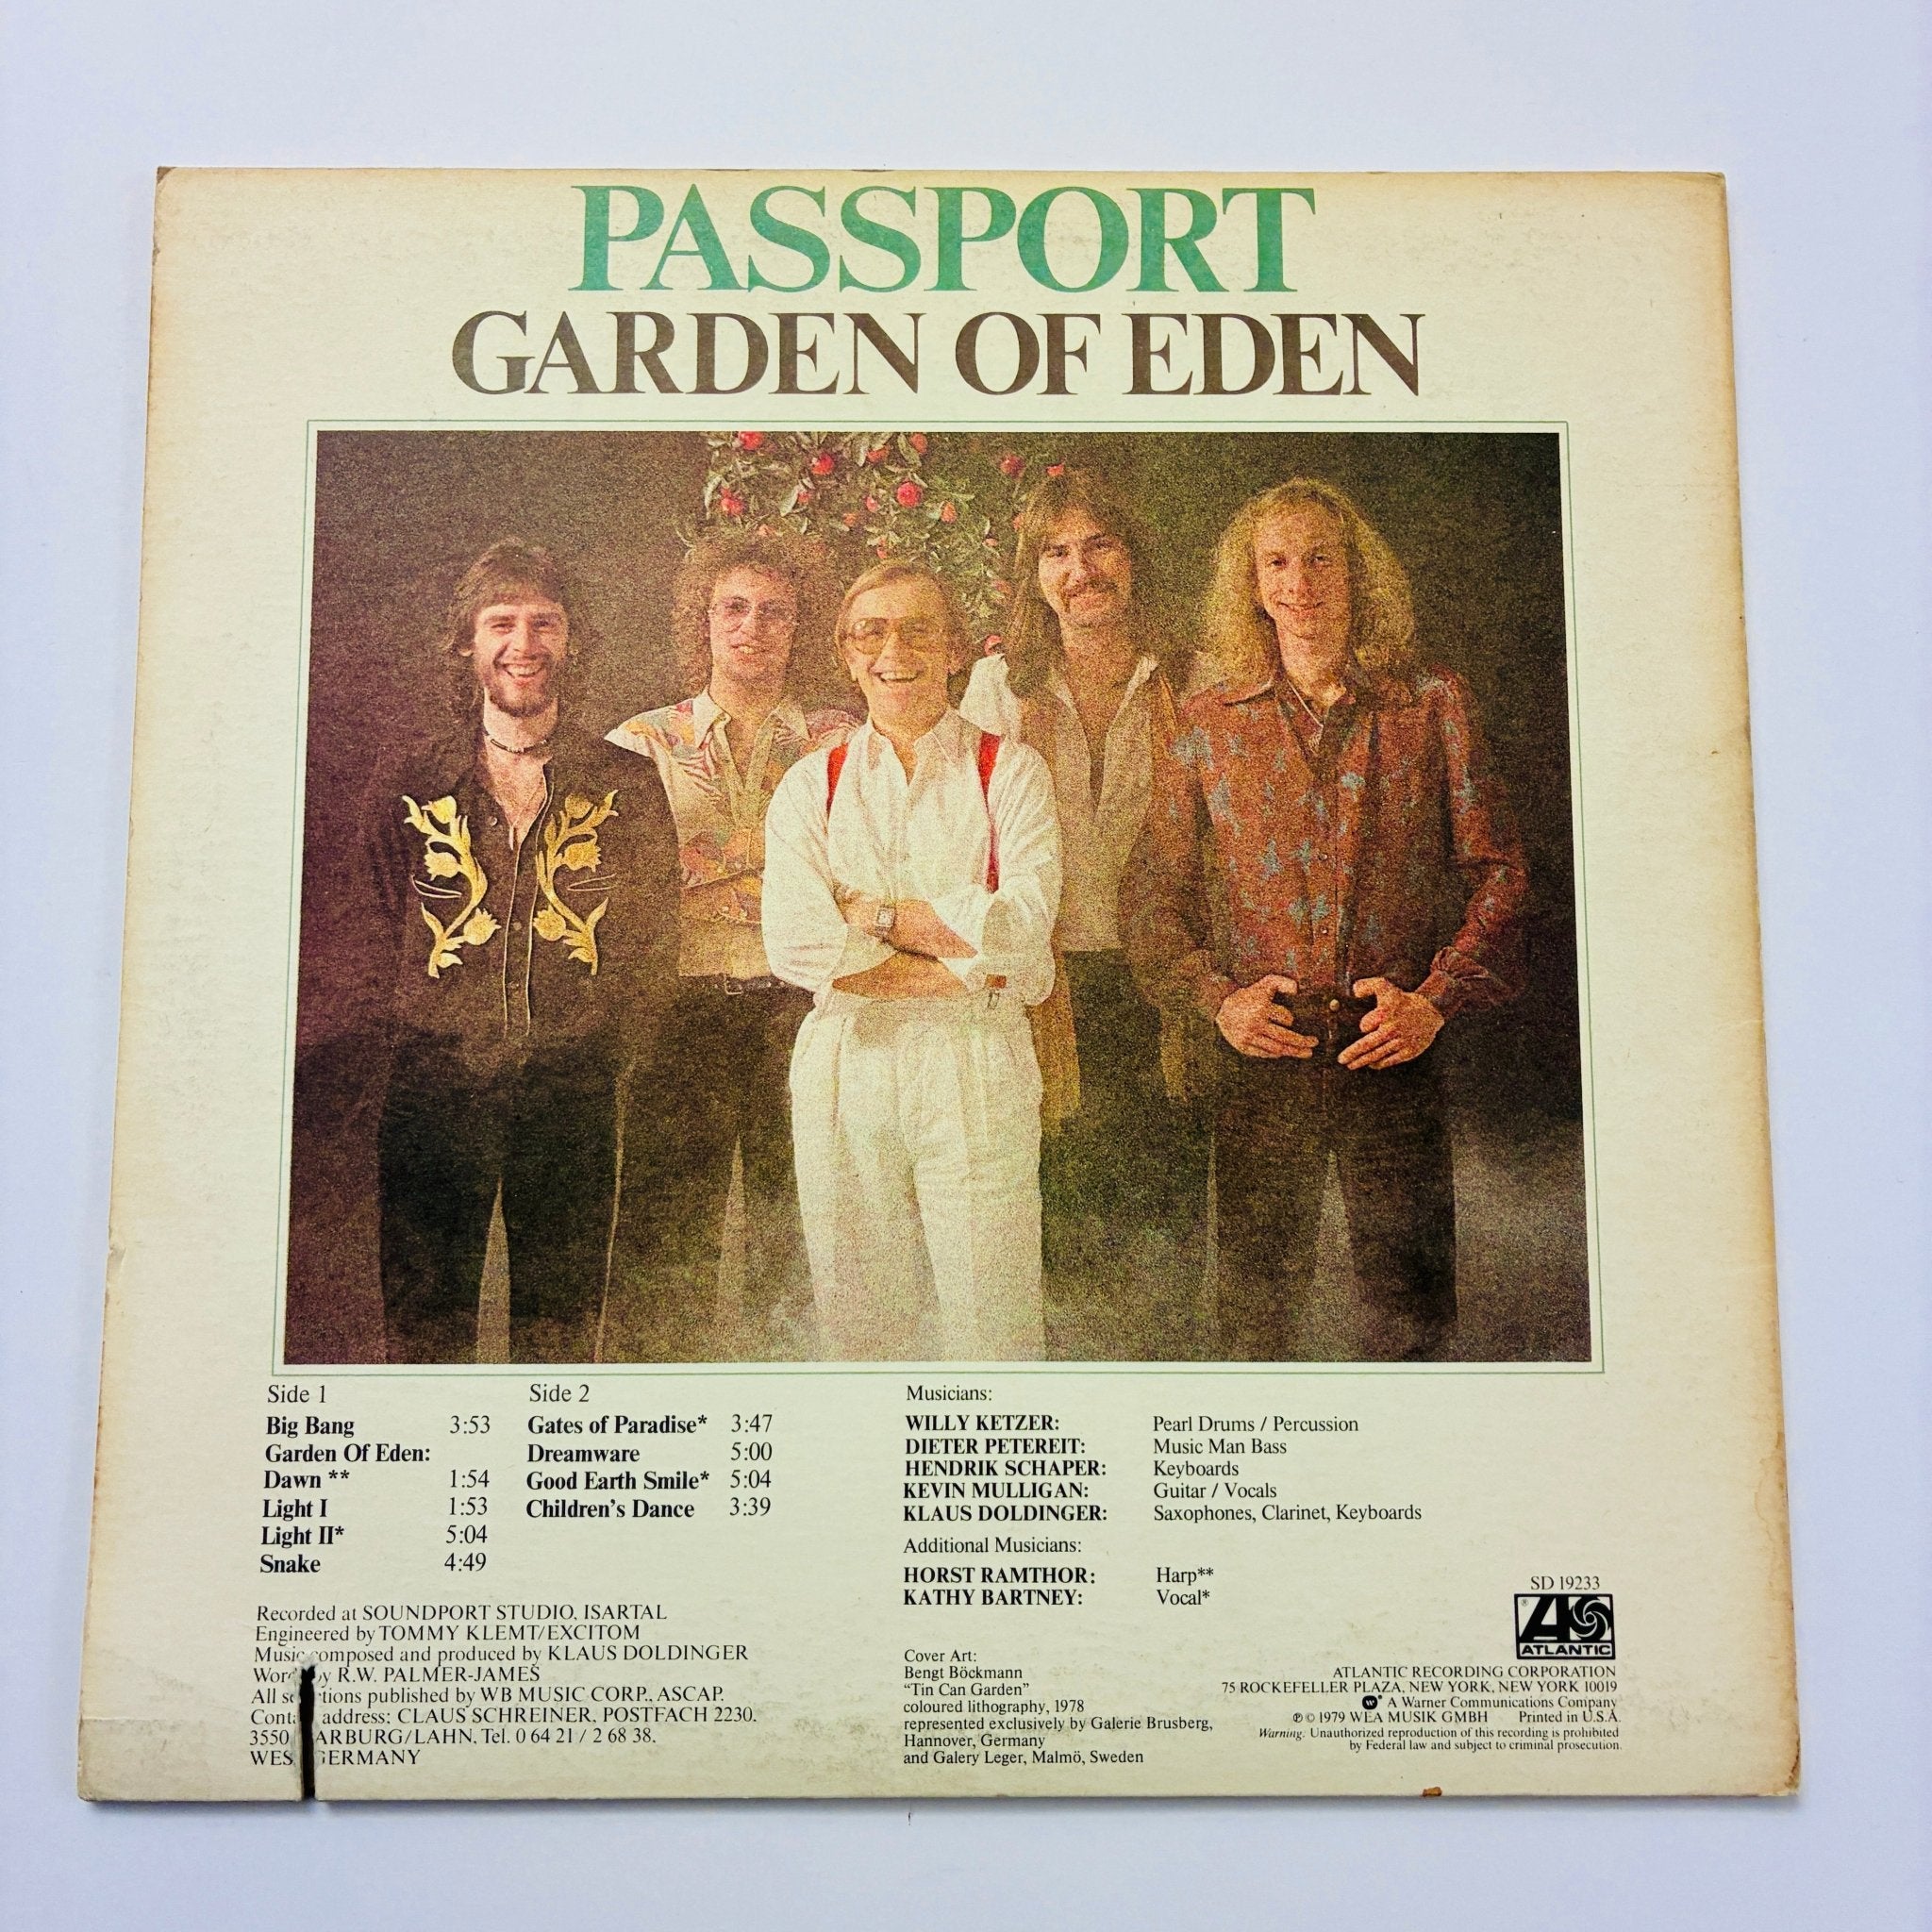 PASSPORT
GARDEN OF EDEN
Side 1
Big Bang 3:53
Garden Of Eden:
Dawn ** 1:54
Light I 1:53
Light II* 5:04
Snake 4:49
Side 2
Gates of Paradise* 3:47
Dreamware 5:00
Good Earth Smile* 5:04
Children's Dance 3:39
Recorded at SOUNDPORT STUDIO, ISARTAL
Engineered by TOMMY KLEMT/EXCITOM
composed and produced by KLAUS DOLDINGER
R.W. PALMER-JAMES
All published by WB MUSIC CORP., ASCAP.
address: CLAUS SCHREINER, POSTFACH 2230.
3550 ARBURG/LAHN, Tel. 0 64 21 / 2 68 38.
WES GERMANY
Musicians:
WILLY KETZER: Pearl Drums / Percussion
DIETER PETEREIT: Music Man Bass
HENDRIK SCHAPER: Keyboards
KEVIN MULLIGAN: Guitar / Vocals
KLAUS DOLDINGER: Saxophones, Clarinet, Keyboards
Additional Musicians:
HORST RAMTHOR: Harp**
KATHY BARTNEY: Vocal*
Cover Art:
Bengt Böckmann
"Tin Can Garden"
coloured lithography, 1978
represented exclusively by Galerie Brusberg,
Hannover, Germany
and Galery Leger, Malmö, Sweden
SD 19233
ATLANTIC
ATLANTIC RECORDING CORPORATION
75 ROCKEFELLER PLAZA, NEW YORK, NEW YORK 10019
A Warner Communications Company
℗ © 1979 WEA MUSIK GMBH Printed in U.S.A.
Warning: Unauthorized reproduction of this recording is prohibited
by Federal law and subject to criminal prosecution.